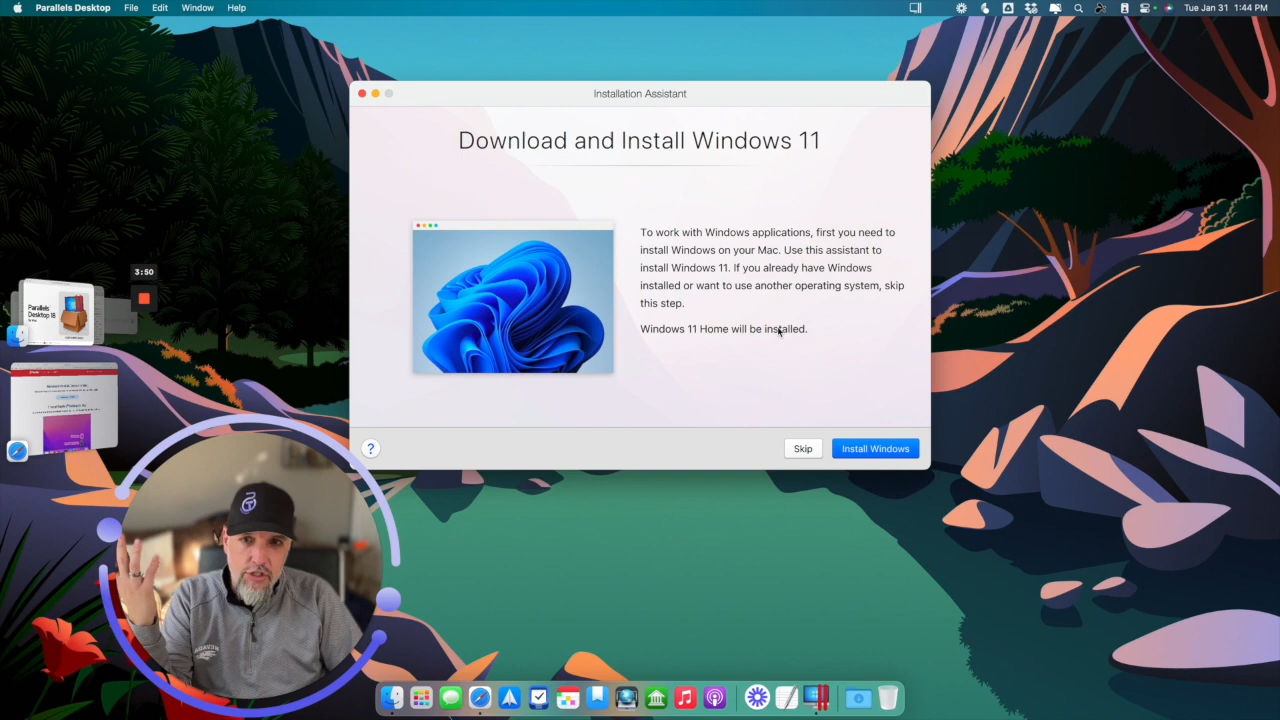 Parallels Desktop File Edit Window Help Tue Jan 31 1:44 PM
Installation Assistant
Download and Install Windows 11
To work with Windows applications, first you need to
install Windows on your Mac. Use this assistant to
install Windows 11. If you already have Windows
installed or want to use another operating system, skip
this step.
Windows 11 Home will be installed.
? Skip Install Windows
3:50
Parallels
Desktop 18
NEVADA